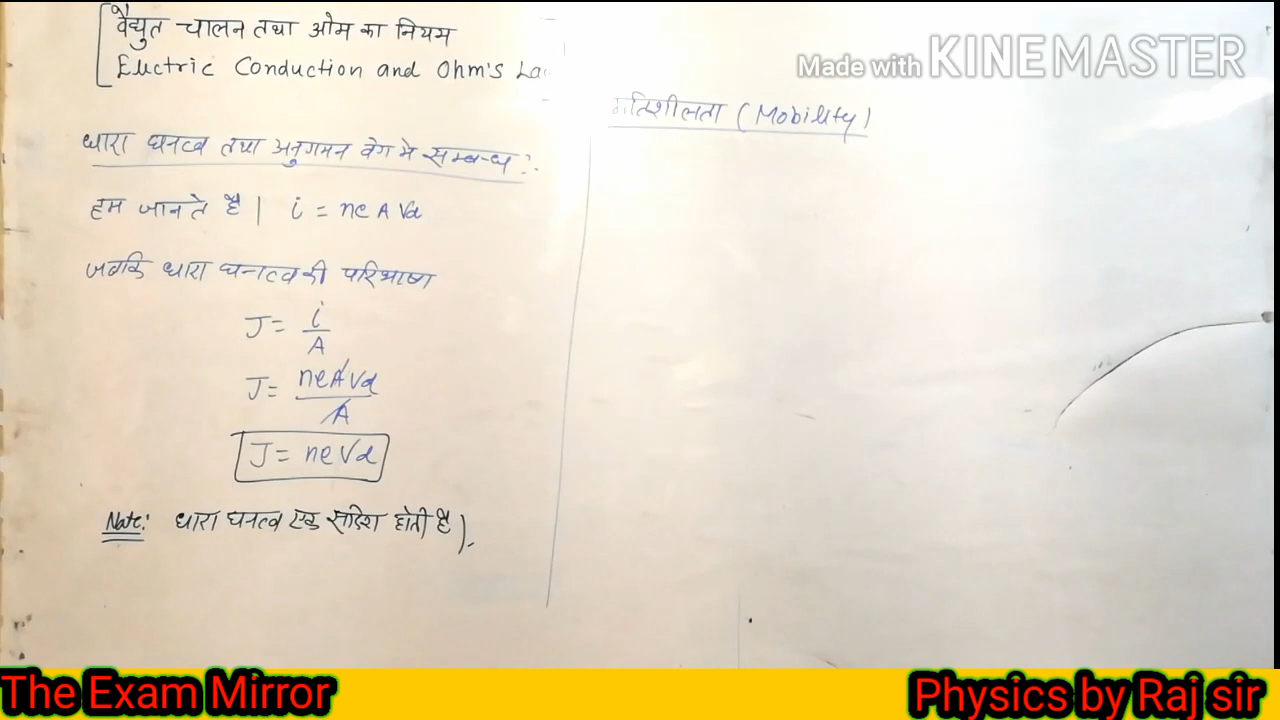 वैद्युत चालन तथा ओम का नियम
Electric Conduction and Ohm's La
Made with KINEMASTER
धारा घनत्व तथा अनुगमन वेग मे सम्बन्ध :-
हम जानते है | i = neAVd
जबकि धारा घनत्व की परिभाषा
J = i/A
J = neAVd/A
J = neVd
Note: धारा घनत्व एक सदिश होती है |
गतिशीलता (Mobility)
The Exam Mirror
Physics by Raj sir